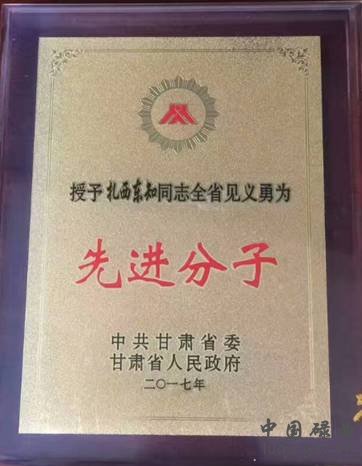 授予扎西东知同志全省见义勇为
先进分子
中共甘肃省委
甘肃省人民政府
二〇一七年
中国碌